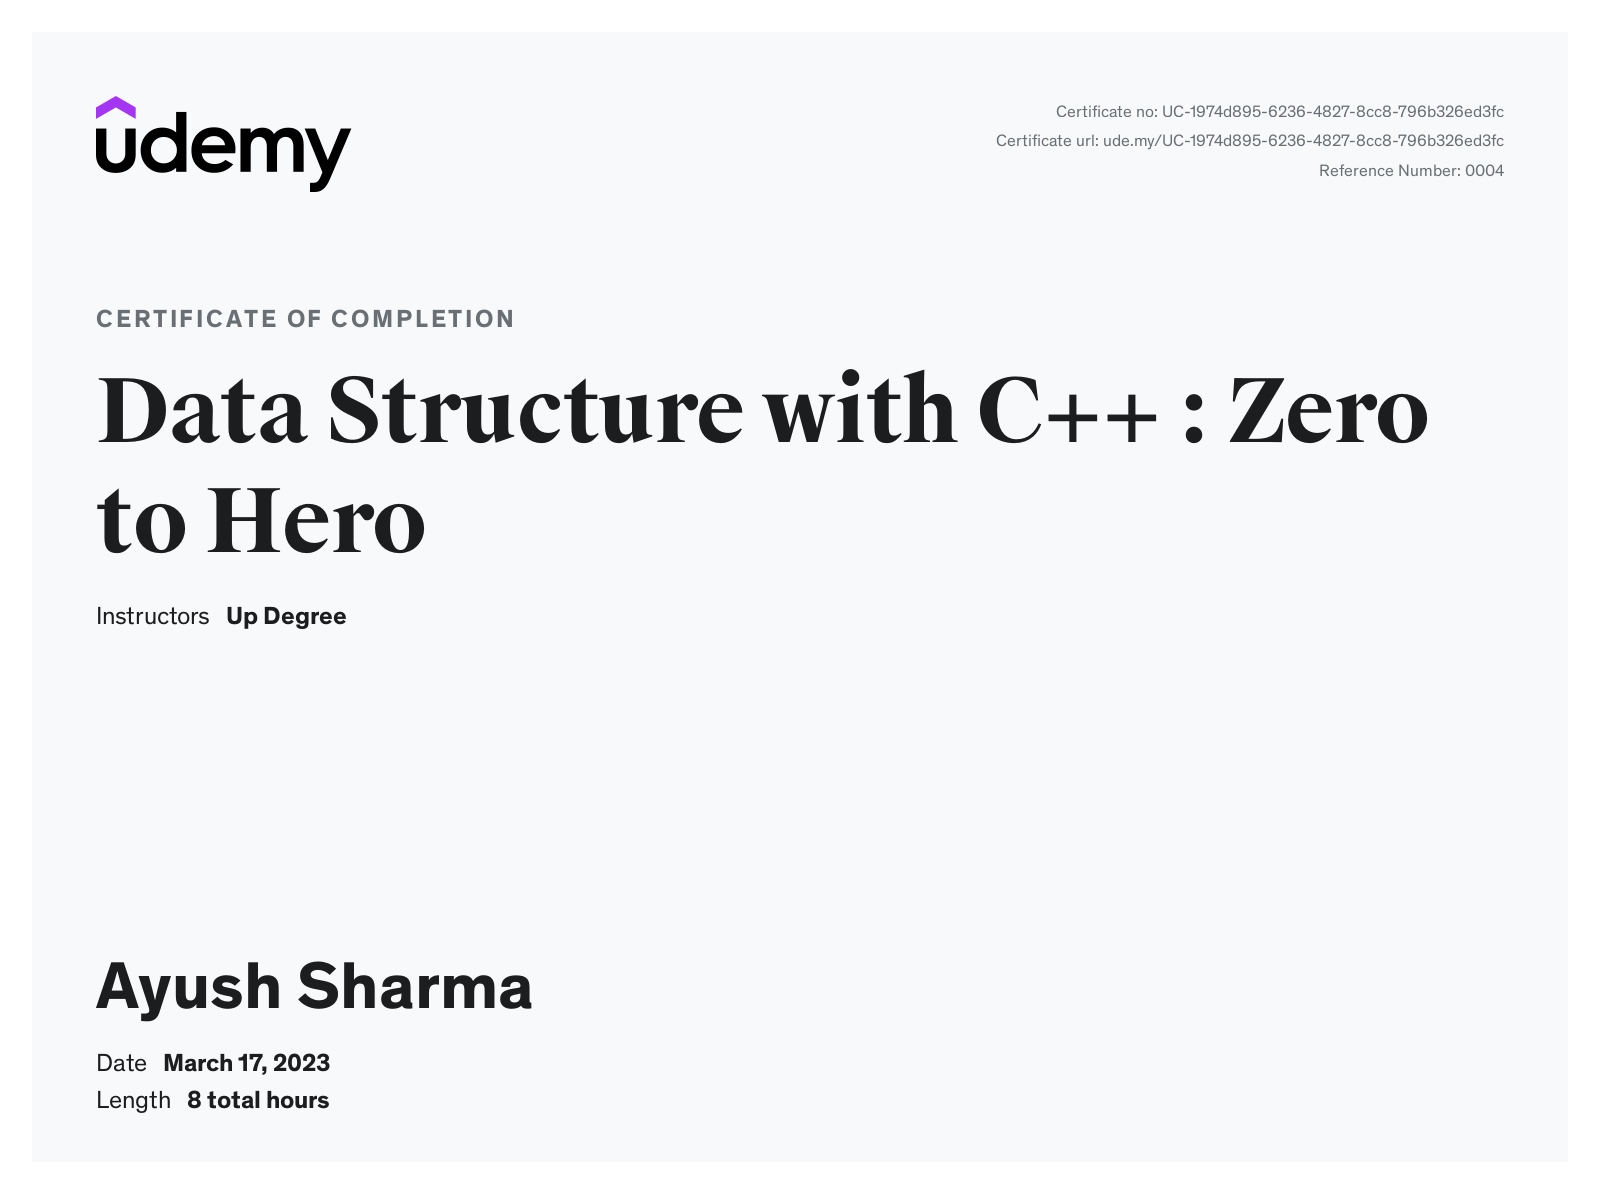 udemy
Certificate no: UC-1974d895-6236-4827-8cc8-796b326ed3fc
Certificate url: ude.my/UC-1974d895-6236-4827-8cc8-796b326ed3fc
Reference Number: 0004
CERTIFICATE OF COMPLETION
Data Structure with C++ : Zero
to Hero
Instructors Up Degree
Ayush Sharma
Date March 17, 2023
Length 8 total hours